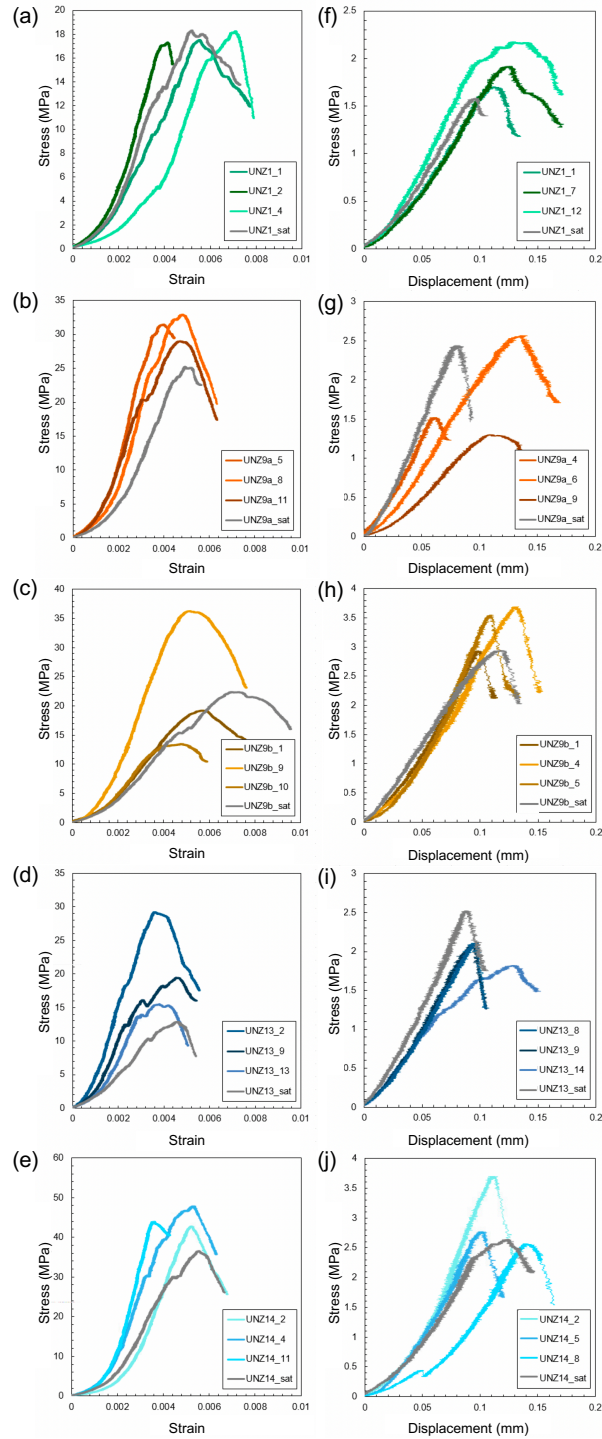 (a)
Stress (MPa)
20
18
16
14
12
10
8
6
4
2
0
0
0.002
0.004
0.006
0.008
0.01
Strain
UNZ1_1
UNZ1_2
UNZ1_4
UNZ1_sat
(f)
Stress (MPa)
2.5
2
1.5
1
0.5
0
0
0.05
0.1
0.15
0.2
Displacement (mm)
UNZ1_1
UNZ1_7
UNZ1_12
UNZ1_sat
(b)
Stress (MPa)
35
30
25
20
15
10
5
0
0
0.002
0.004
0.006
0.008
0.01
Strain
UNZ9a_5
UNZ9a_8
UNZ9a_11
UNZ9a_sat
(g)
Stress (MPa)
3
2.5
2
1.5
1
0.5
0
0
0.05
0.1
0.15
0.2
Displacement (mm)
UNZ9a_4
UNZ9a_6
UNZ9a_9
UNZ9a_sat
(c)
Stress (MPa)
40
35
30
25
20
15
10
5
0
0
0.002
0.004
0.006
0.008
0.01
Strain
UNZ9b_1
UNZ9b_9
UNZ9b_10
UNZ9b_sat
(h)
Stress (MPa)
4
3.5
3
2.5
2
1.5
1
0.5
0
0
0.05
0.1
0.15
0.2
Displacement (mm)
UNZ9b_1
UNZ9b_4
UNZ9b_5
UNZ9b_sat
(d)
Stress (MPa)
35
30
25
20
15
10
5
0
0
0.002
0.004
0.006
0.008
0.01
Strain
UNZ13_2
UNZ13_9
UNZ13_13
UNZ13_sat
(i)
Stress (MPa)
3
2.5
2
1.5
1
0.5
0
0
0.05
0.1
0.15
0.2
Displacement (mm)
UNZ13_8
UNZ13_9
UNZ13_14
UNZ13_sat
(e)
Stress (MPa)
60
50
40
30
20
10
0
0
0.002
0.004
0.006
0.008
0.01
Strain
UNZ14_2
UNZ14_4
UNZ14_11
UNZ14_sat
(j)
Stress (MPa)
4
3.5
3
2.5
2
1.5
1
0.5
0
0
0.05
0.1
0.15
0.2
Displacement (mm)
UNZ14_2
UNZ14_5
UNZ14_8
UNZ14_sat